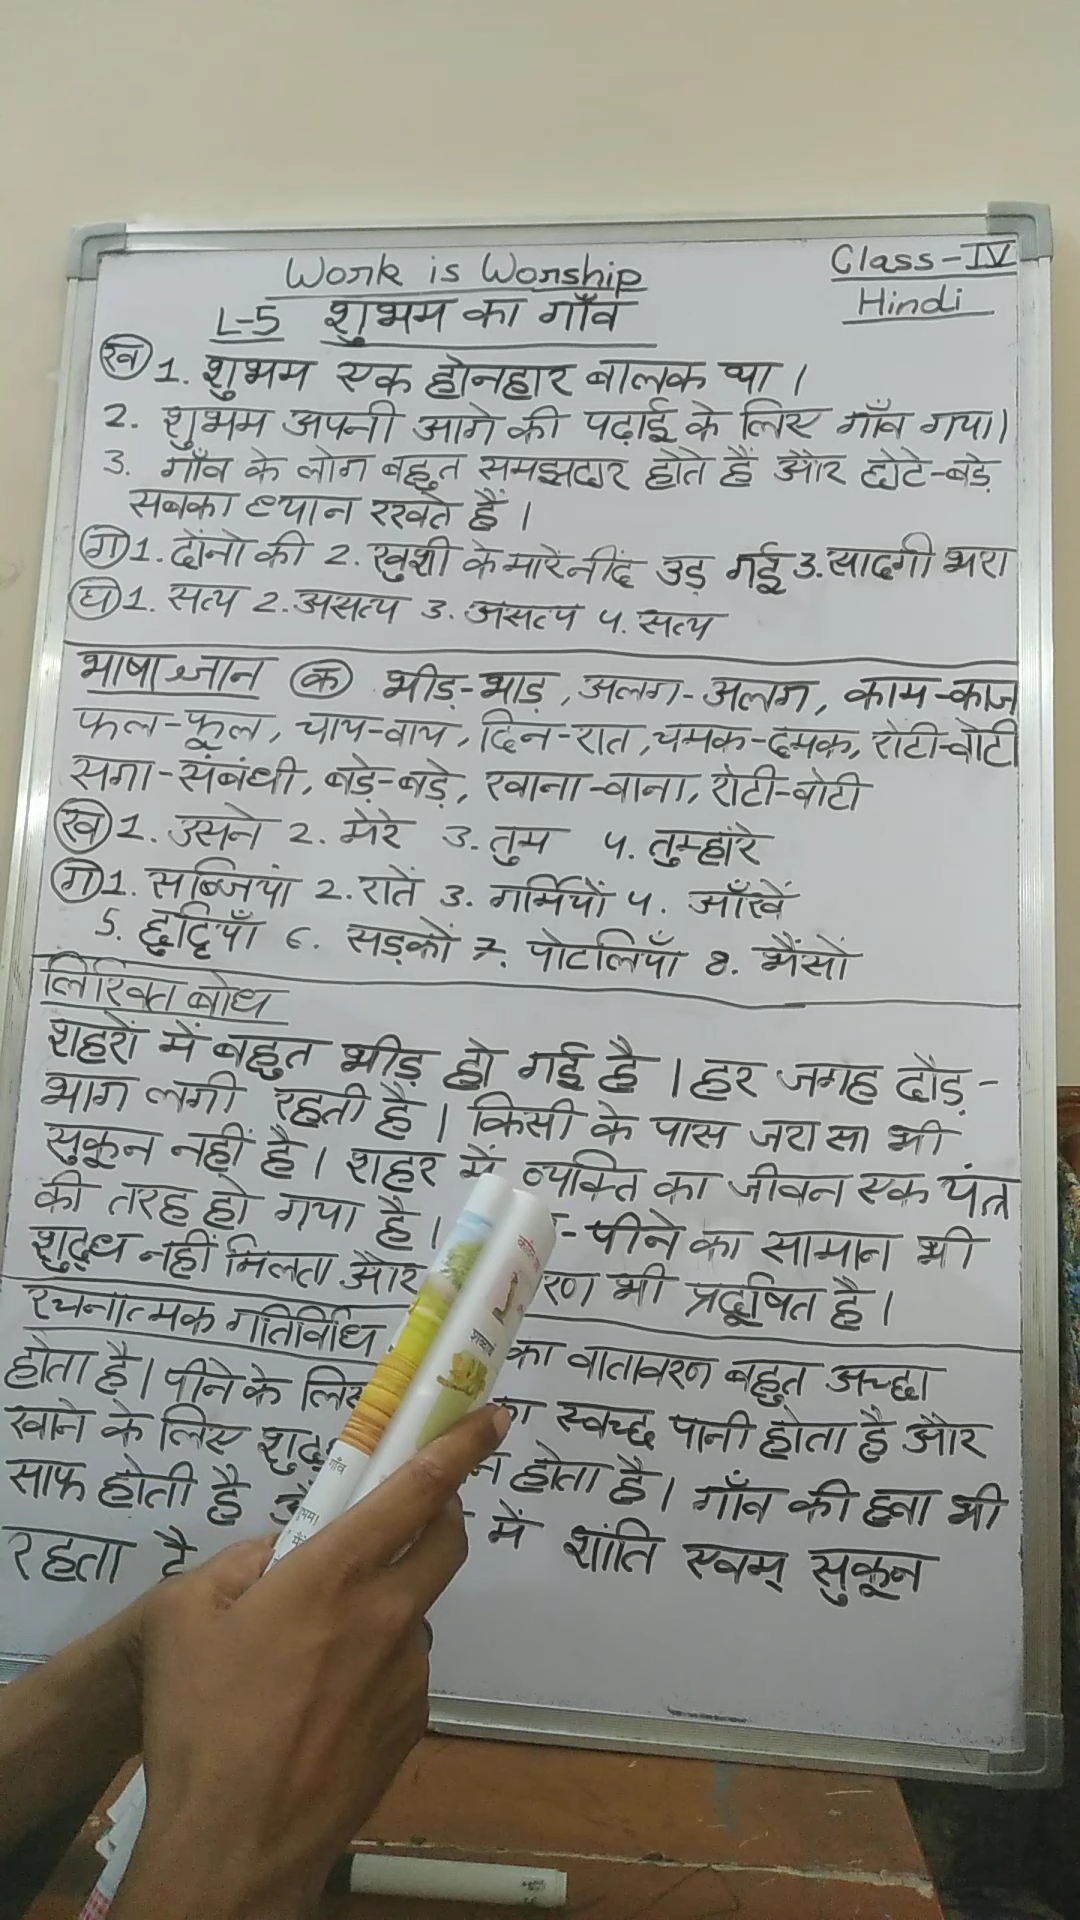 Work is Worship
Class-IV
Hindi
L-5 शुभम का गाँव
ख 1. शुभम एक होनहार बालक था।
2. शुभम अपनी आगे की पढ़ाई के लिए गाँव गया।
3. गाँव के लोग बहुत समझदार होते हैं और छोटे-बड़े
सबका ध्यान रखते हैं।
ग 1. दोंनो की 2. खुशी के मारे नींद उड़ गई 3. सादगी भरा
घ 1. सत्य 2. असत्य 3. असत्य 4. सत्य
भाषा ज्ञान क भीड़-भाड़, अलग-अलग, काम-काज
फल-फूल, चाय-वाय, दिन-रात, चमक-दमक, रोटी-वोटी
सगा-संबंधी, बड़े-बड़े, खाना-वाना, रोटी-वोटी
ख 1. उसने 2. मेरे 3. तुम 4. तुम्हारे
ग 1. सब्जियां 2. रातें 3. गर्मियों 4. आँखें
5. छुट्टियाँ 6. सड़कों 7. पोटलियाँ 8. भैंसों
लिखित बोध
शहरों में बहुत भीड़ हो गई है। हर जगह दौड़-
भाग लगी रहती है। किसी के पास जरा सा भी
सुकून नहीं है। शहर में व्यक्ति का जीवन एक यंत्र
की तरह हो गया है। -पीने का सामान भी
शुद्ध नहीं मिलता और रण भी प्रदूषित है।
रचनात्मक गतिविधि का वातावरण बहुत अच्छा
होता है। पीने के लिए का स्वच्छ पानी होता है और
खाने के लिए शुद्ध न होता है। गाँव की हवा भी
साफ होती है में शांति एवम् सुकून
रहता है